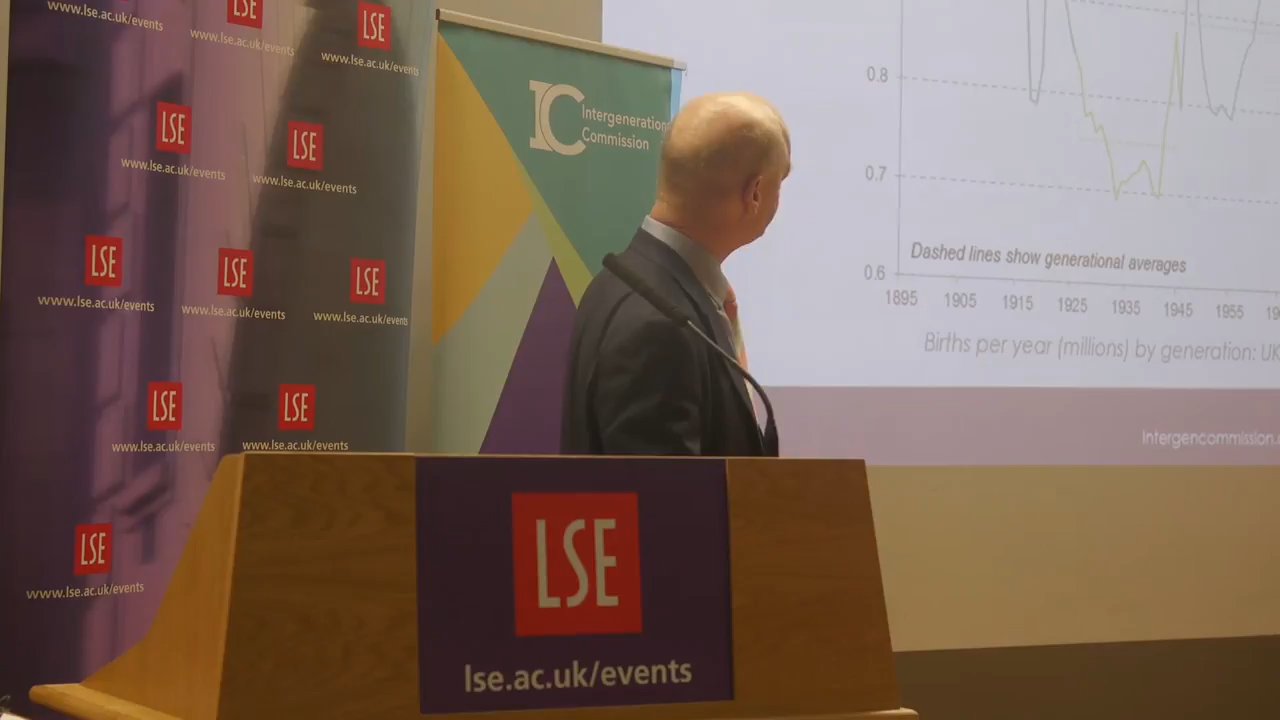 LSE
www.lse.ac.uk/events
www.lse.ac.uk/events
LSE
www.lse.ac.uk/events
LSE
www.lse.ac.uk/events
LSE
www.lse.ac.uk/events
LSE
www.lse.ac.uk/events
LSE
www.lse.ac.uk/events
LSE
www.lse.ac.uk/events
LSE
www.lse.ac.uk/events
LSE
www.lse.ac.uk/events
LSE
www.lse.ac.uk/events
IC
Commission
0.8
0.7
0.6
Dashed lines show generational averages
1895 1905 1915 1925 1935 1945 1955
Births per year (millions) by generation: UK
LSE
lse.ac.uk/events